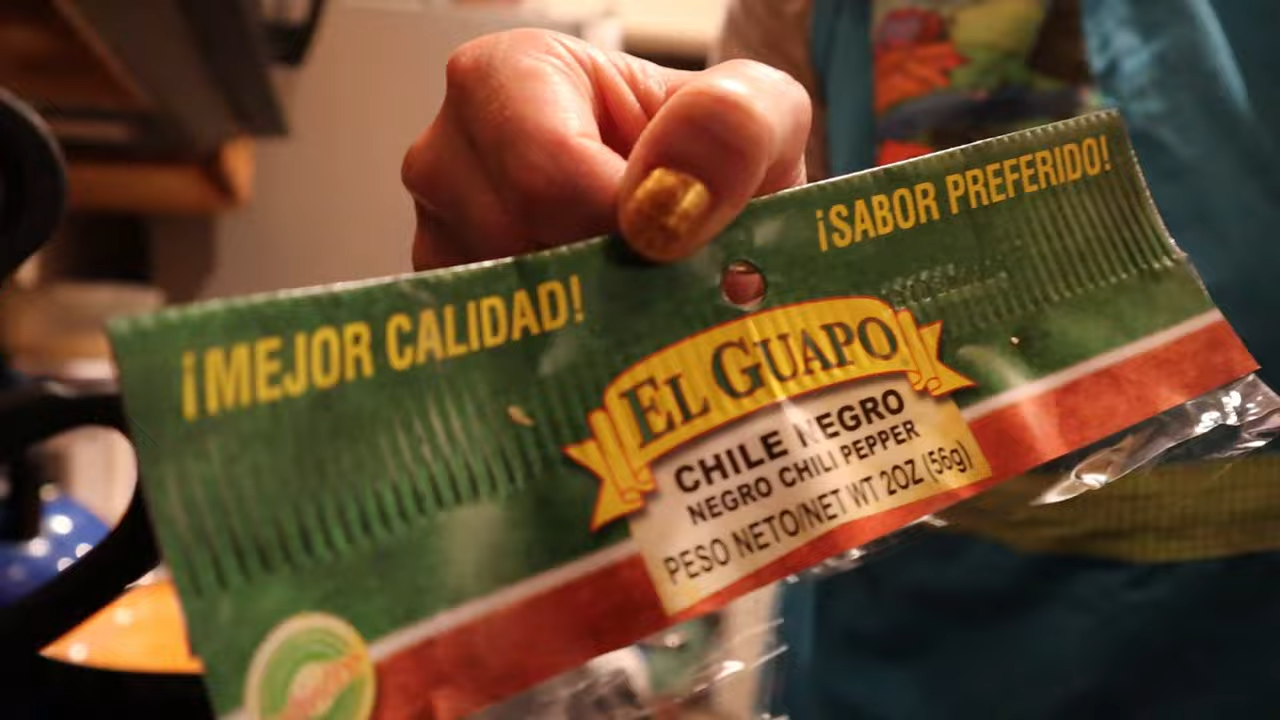 ¡MEJOR CALIDAD!
¡SABOR PREFERIDO!
EL GUAPO
CHILE NEGRO
NEGRO CHILI PEPPER
PESO NETO/NET WT 2OZ (56g)